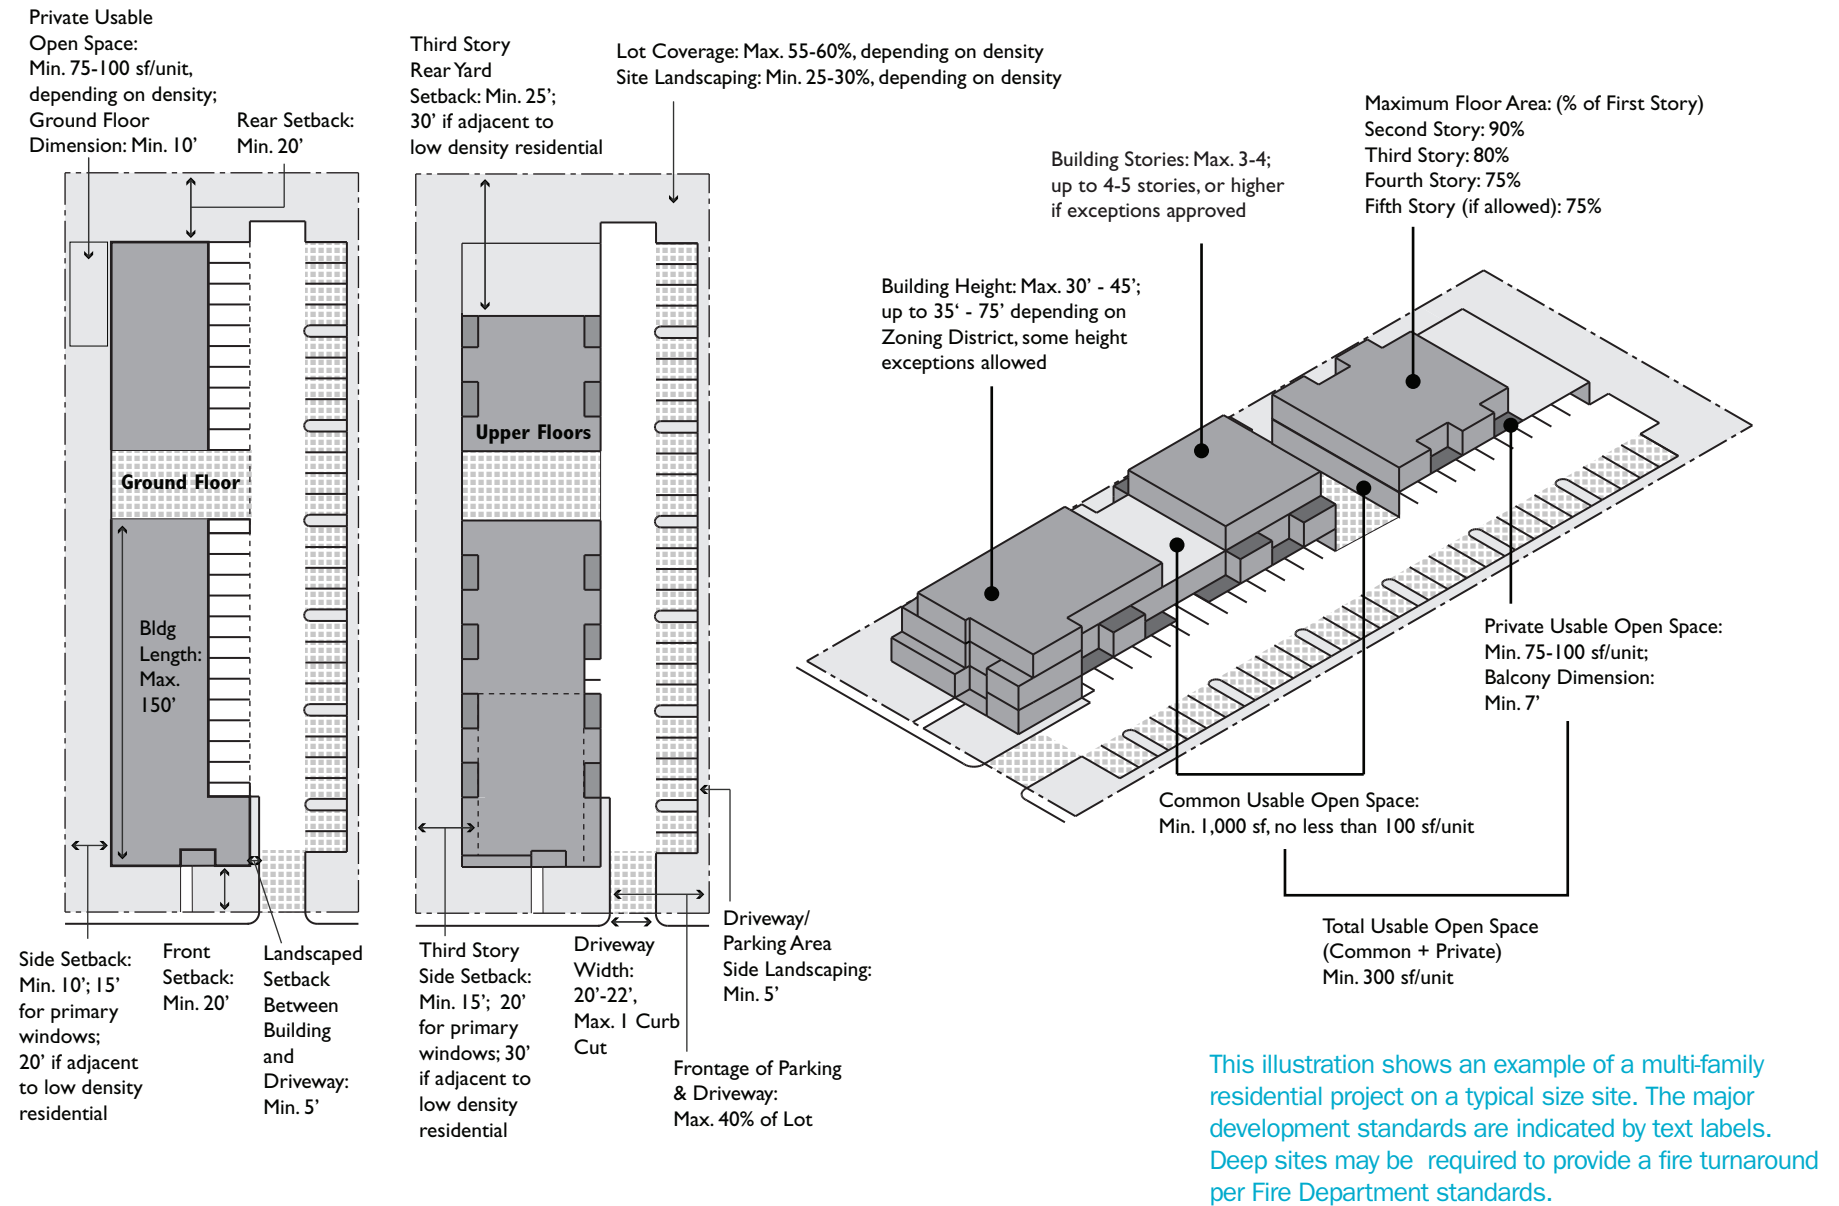 Private Usable
Open Space:
Min. 75-100 sf/unit,
depending on density;
Ground Floor
Dimension: Min. 10’
Rear Setback:
Min. 20’
Third Story
Rear Yard
Setback: Min. 25’;
30’ if adjacent to
low density residential
Lot Coverage: Max. 55-60%, depending on density
Site Landscaping: Min. 25-30%, depending on density
Building Stories: Max. 3-4;
up to 4-5 stories, or higher
if exceptions approved
Maximum Floor Area: (% of First Story)
Second Story: 90%
Third Story: 80%
Fourth Story: 75%
Fifth Story (if allowed): 75%
Building Height: Max. 30’ - 45’;
up to 35‘ - 75’ depending on
Zoning District, some height
exceptions allowed
Ground Floor
Bldg
Length:
Max.
150’
Upper Floors
Side Setback:
Min. 10’; 15’
for primary
windows;
20’ if adjacent
to low density
residential
Front
Setback:
Min. 20’
Landscaped
Setback
Between
Building
and
Driveway:
Min. 5’
Third Story
Side Setback:
Min. 15’; 20’
for primary
windows; 30’
if adjacent to
low density
residential
Driveway
Width:
20’-22’,
Max. 1 Curb
Cut
Driveway/
Parking Area
Side Landscaping:
Min. 5’
Frontage of Parking
& Driveway:
Max. 40% of Lot
Private Usable Open Space:
Min. 75-100 sf/unit;
Balcony Dimension:
Min. 7’
Common Usable Open Space:
Min. 1,000 sf, no less than 100 sf/unit
Total Usable Open Space
(Common + Private)
Min. 300 sf/unit
This illustration shows an example of a multi-family
residential project on a typical size site. The major
development standards are indicated by text labels.
Deep sites may be required to provide a fire turnaround
per Fire Department standards.